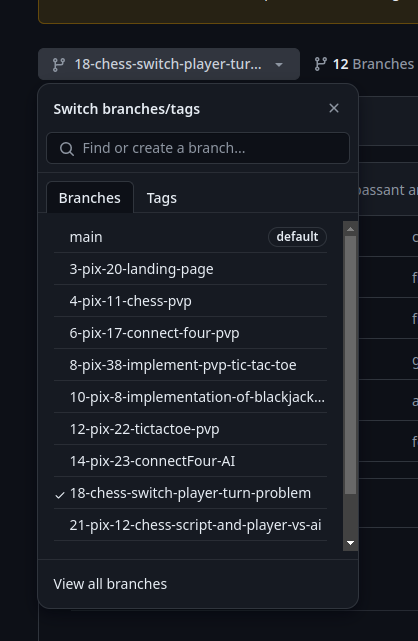 18-chess-switch-player-tur...
12 Branches
Switch branches/tags
Find or create a branch...
Branches
Tags
main
default
3-pix-20-landing-page
4-pix-11-chess-pvp
6-pix-17-connect-four-pvp
8-pix-38-implement-pvp-tic-tac-toe
10-pix-8-implementation-of-blackjack...
12-pix-22-tictactoe-pvp
14-pix-23-connectFour-AI
18-chess-switch-player-turn-problem
21-pix-12-chess-script-and-player-vs-ai
View all branches